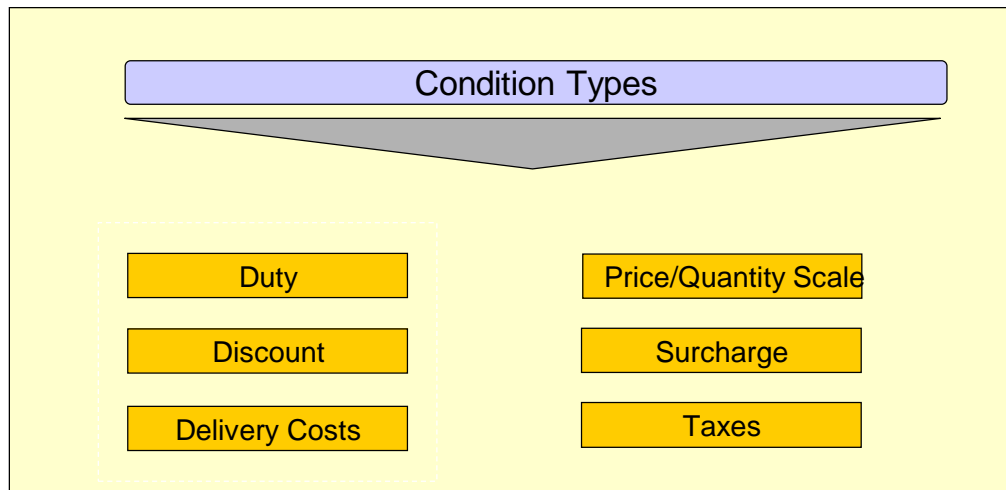 Condition Types
Duty
Price/Quantity Scale
Discount
Surcharge
Delivery Costs
Taxes